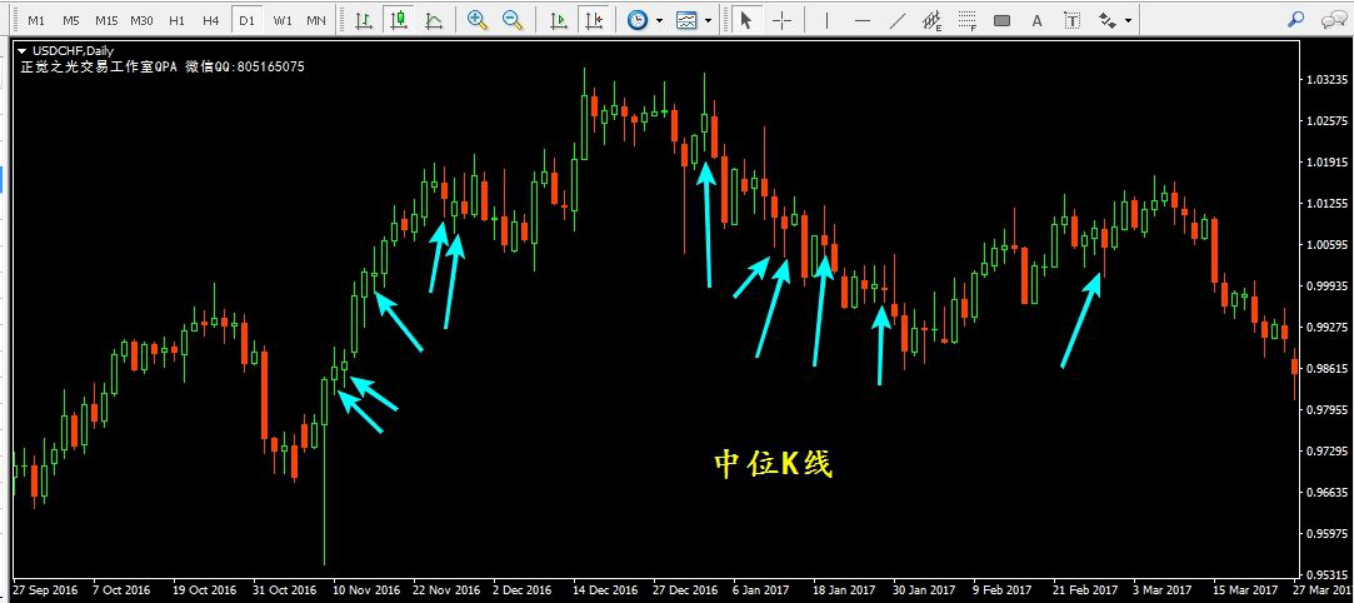 M1 M5 M15 M30 H1 H4 D1 W1 MN E F A T
USDCHF,Daily
正觉之光交易工作室QPA 微信QQ:805165075
1.03235
1.02575
1.01915
1.01255
1.00595
0.99935
0.99275
0.98615
0.97955
中位K线
0.97295
0.96635
0.95975
0.95315
27 Sep 2016 7 Oct 2016 19 Oct 2016 31 Oct 2016 10 Nov 2016 22 Nov 2016 2 Dec 2016 14 Dec 2016 27 Dec 2016 6 Jan 2017 18 Jan 2017 30 Jan 2017 9 Feb 2017 21 Feb 2017 3 Mar 2017 15 Mar 2017 27 Mar 201